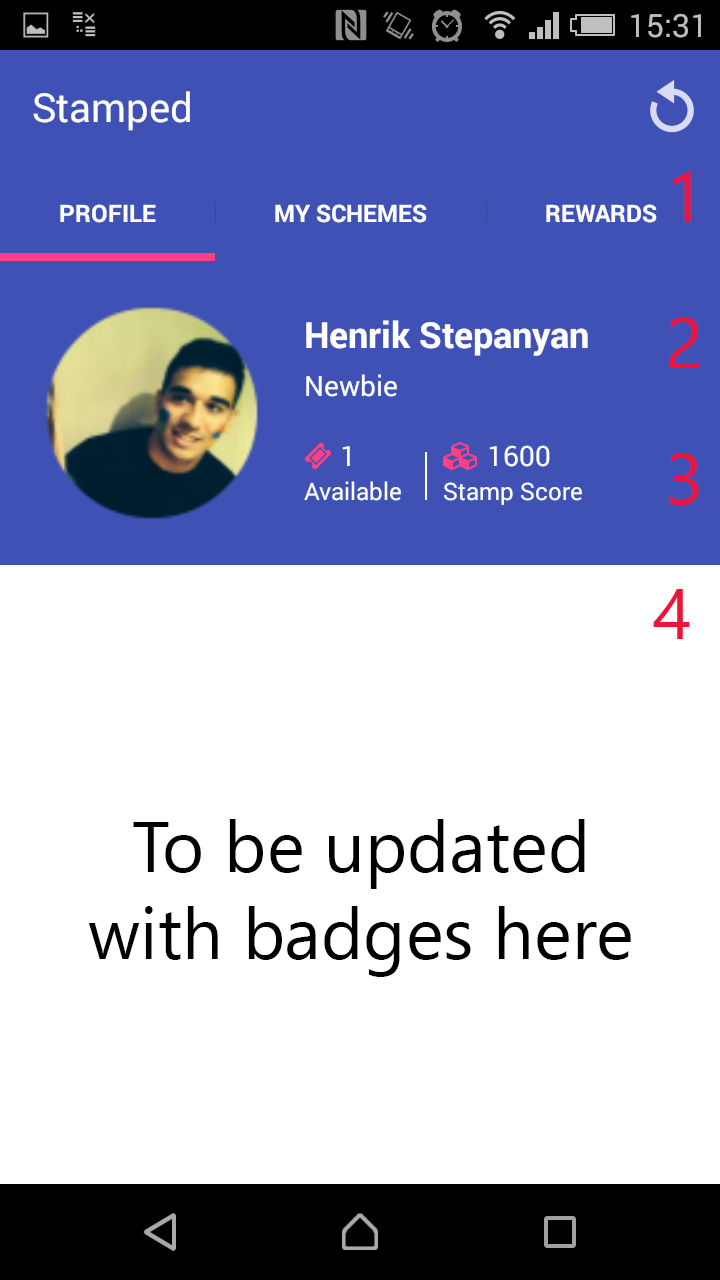 15:31
Stamped
PROFILE MY SCHEMES REWARDS 1
Henrik Stepanyan 2
Newbie
1 1600 3
Available Stamp Score
4
To be updated
with badges here